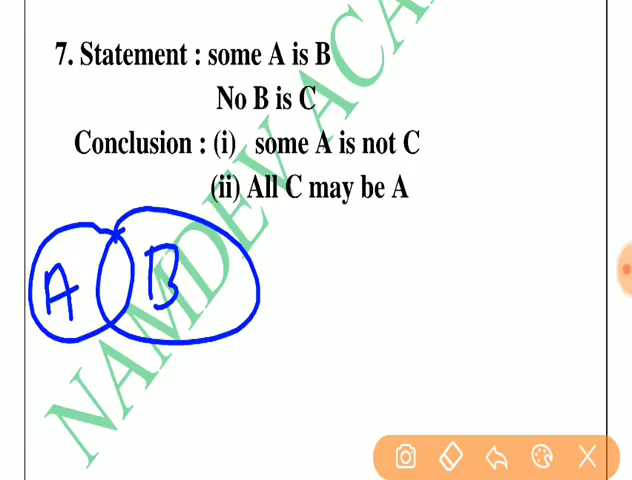 7. Statement : some A is B
No B is C
Conclusion : (i) some A is not C
(ii) All C may be A
A B
NAMDEV ACA